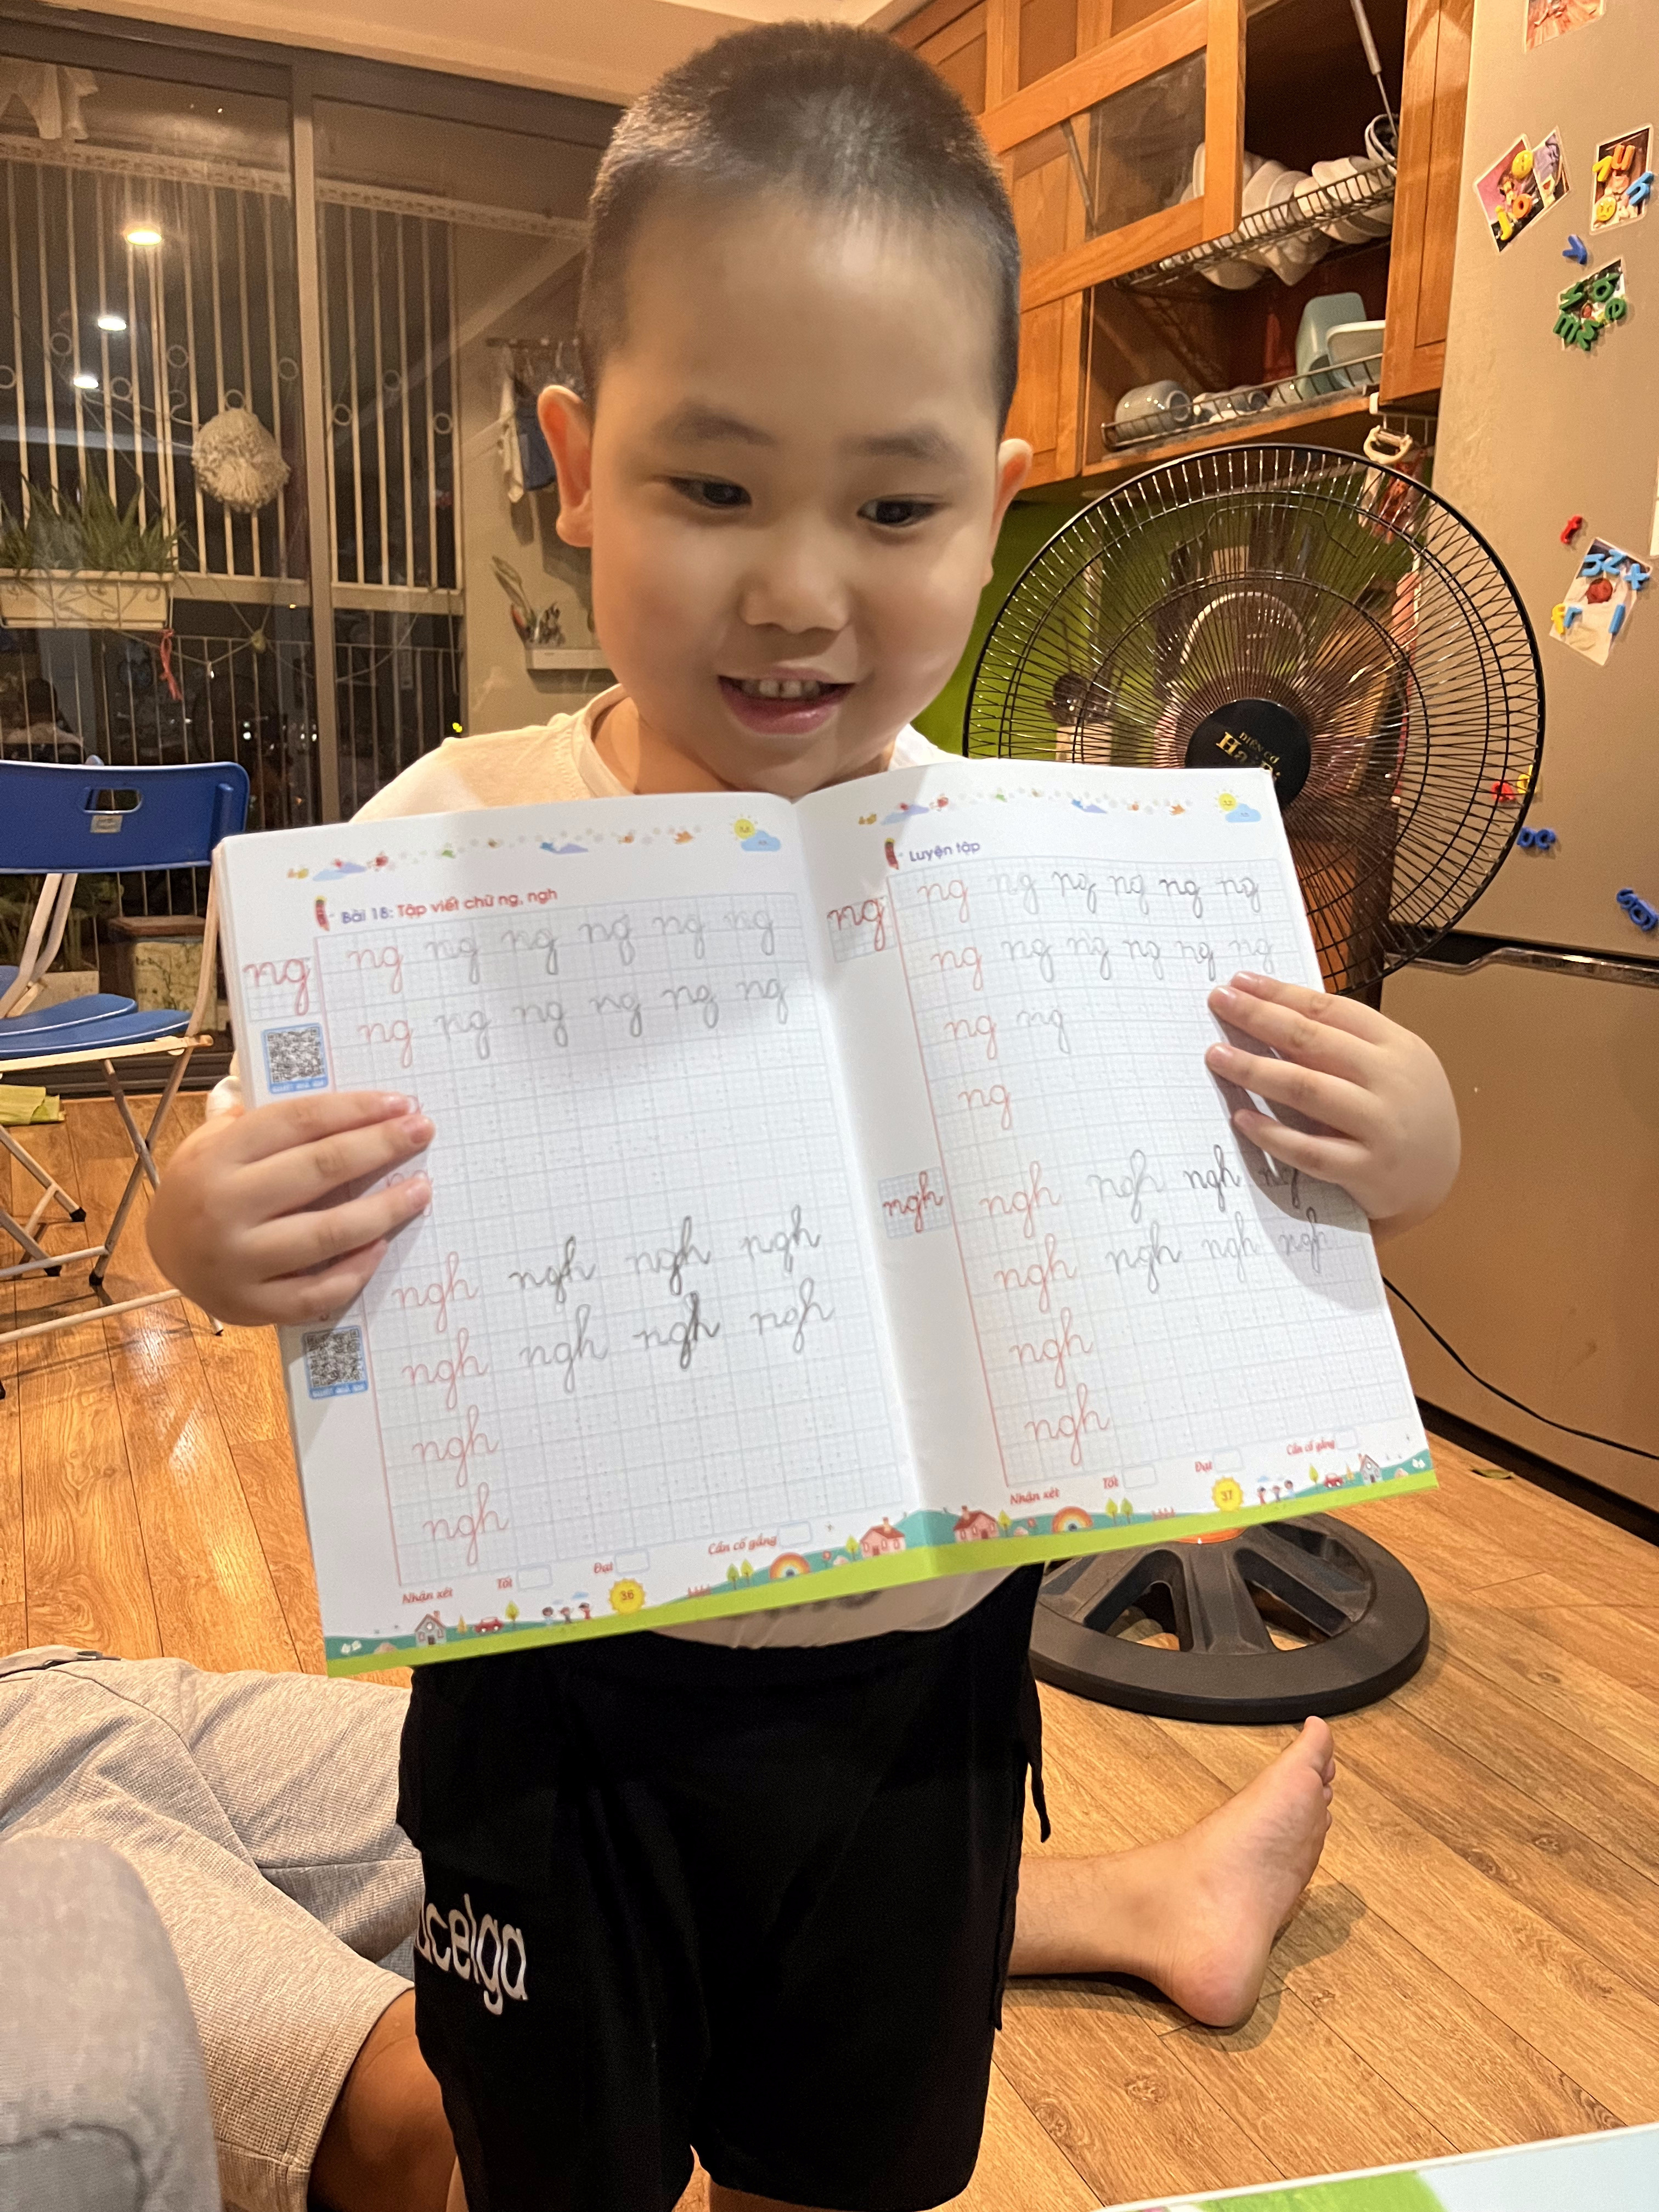 Bài 18: Tập viết chữ ng, ngh
ng
ng ng ng ng ng ng
ng ng ng ng ng ng
ngh ngh ngh ngh
ngh ngh ngh ngh
ngh
ngh
Nhận xét Tốt Đạt Cần cố gắng
36
Luyện tập
ng
ng ng ng ng ng ng
ng ng ng ng ng ng
ng ng
ng
ngh
ngh ngh ngh
ngh ngh ngh ngh
ngh
ngh
Nhận xét Tốt Đạt Cần cố gắng
37
ĐIỆN CƠ